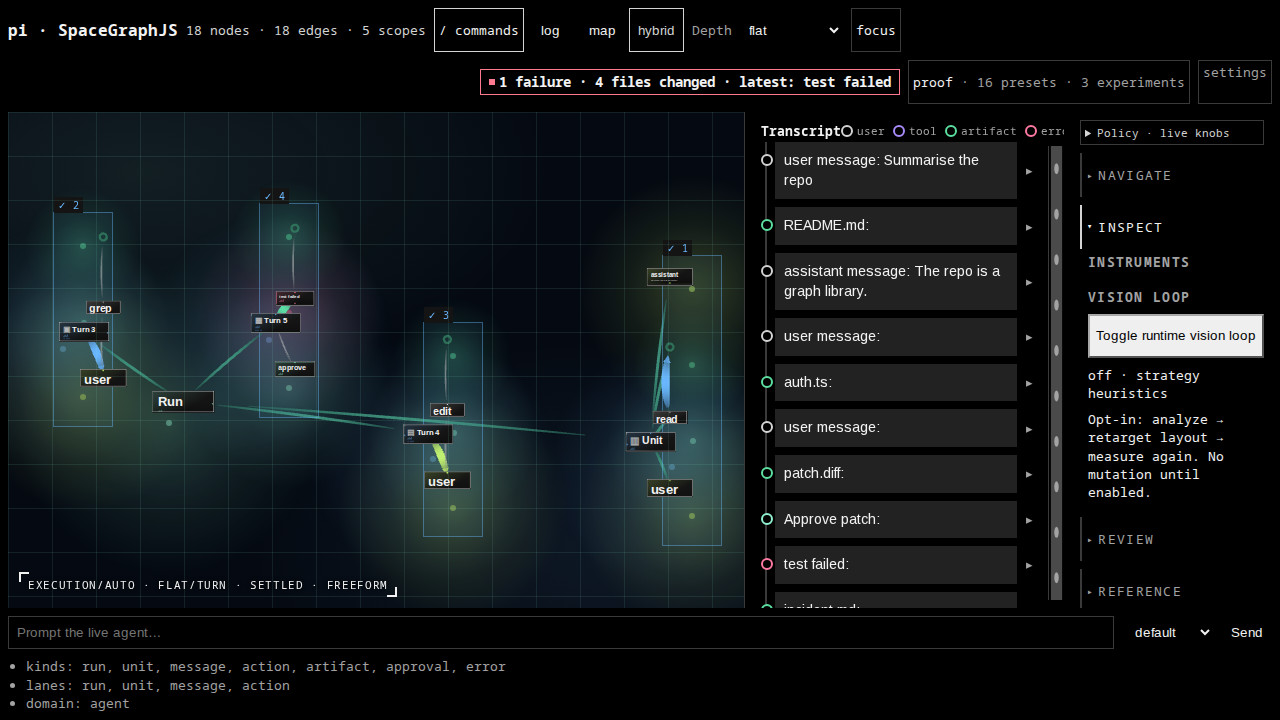 pi · SpaceGraphJS 18 nodes · 18 edges · 5 scopes / commands log map hybrid Depth flat focus
1 failure · 4 files changed · latest: test failed proof · 16 presets · 3 experiments settings
✓ 2
grep
Turn 3
user
✓ 4
test failed
Turn 5
approve
Run
✓ 3
edit
Turn 4
user
✓ 1
assistant
read
Unit
user
EXECUTION/AUTO · FLAT/TURN · SETTLED · FREEFORM
Transcript user tool artifact erro
user message: Summarise the
repo
README.md:
assistant message: The repo is a
graph library.
user message:
auth.ts:
user message:
patch.diff:
Approve patch:
test failed:
incident.md:
▸ Policy · live knobs
▸ NAVIGATE
▾ INSPECT
INSTRUMENTS
VISION LOOP
Toggle runtime vision loop
off · strategy
heuristics
Opt-in: analyze →
retarget layout →
measure again. No
mutation until
enabled.
▸ REVIEW
▸ REFERENCE
Prompt the live agent… default Send
• kinds: run, unit, message, action, artifact, approval, error
• lanes: run, unit, message, action
• domain: agent